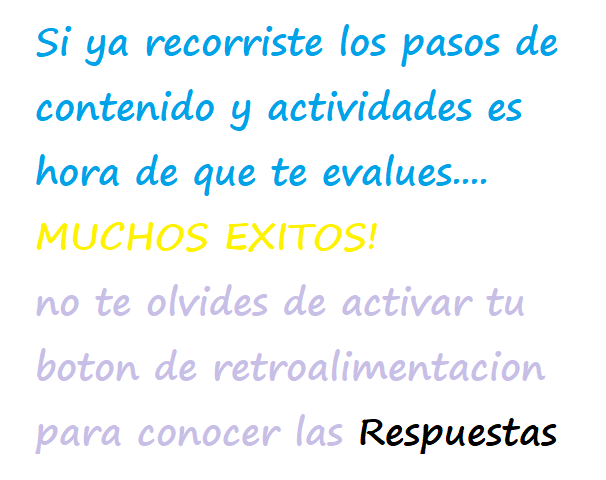 Si ya recorriste los pasos de
contenido y actividades es
hora de que te evalues....
MUCHOS EXITOS!
no te olvides de activar tu
boton de retroalimentacion
para conocer las Respuestas